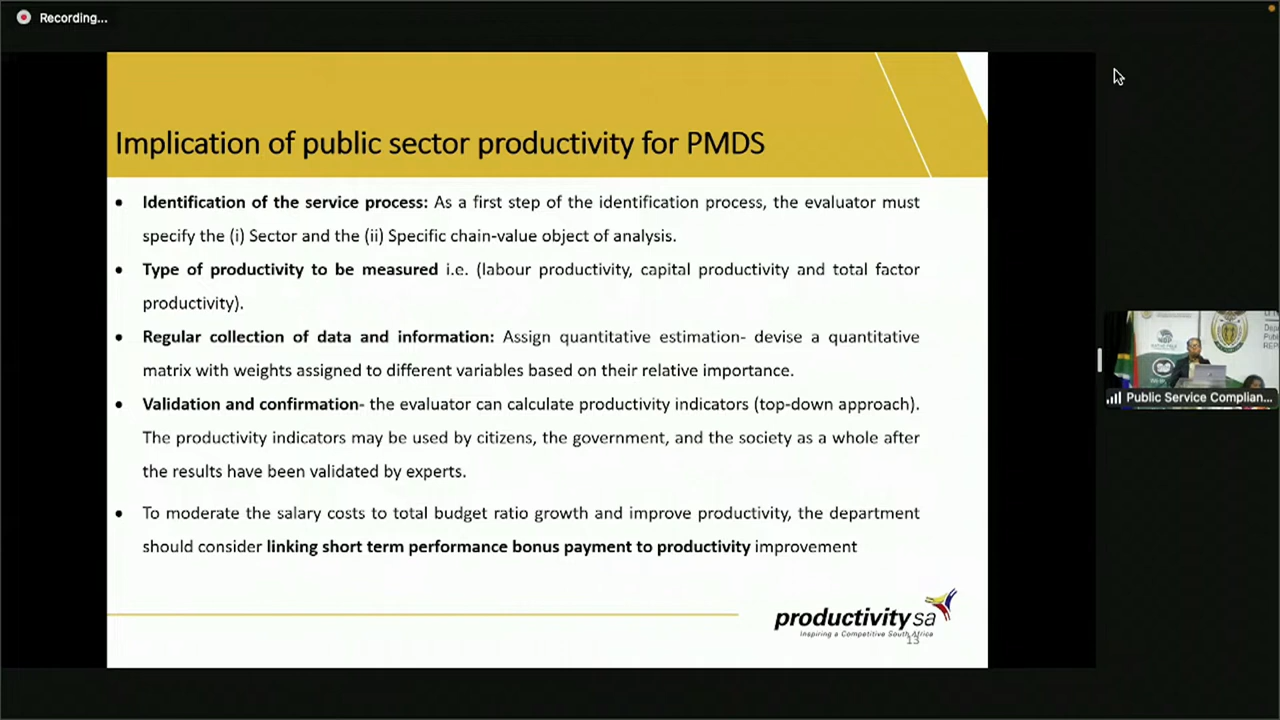 Recording...
Implication of public sector productivity for PMDS
• Identification of the service process: As a first step of the identification process, the evaluator must
specify the (i) Sector and the (ii) Specific chain-value object of analysis.
• Type of productivity to be measured i.e. (labour productivity, capital productivity and total factor
productivity).
• Regular collection of data and information: Assign quantitative estimation- devise a quantitative
matrix with weights assigned to different variables based on their relative importance.
• Validation and confirmation- the evaluator can calculate productivity indicators (top-down approach).
The productivity indicators may be used by citizens, the government, and the society as a whole after
the results have been validated by experts.
• To moderate the salary costs to total budget ratio growth and improve productivity, the department
should consider linking short term performance bonus payment to productivity improvement
productivity sa
Inspiring a Competitive South Africa
13
Public Service Complian...